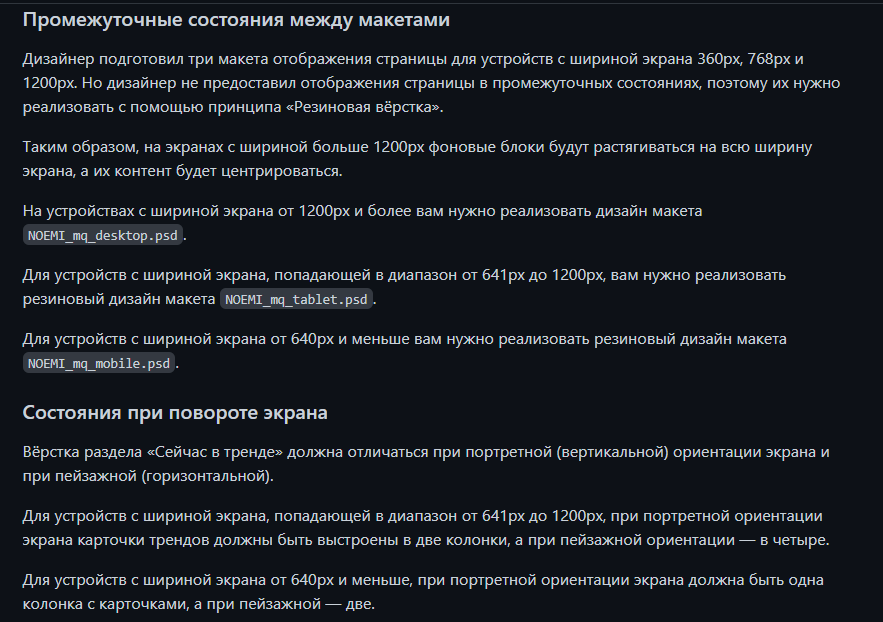 Промежуточные состояния между макетами
Дизайнер подготовил три макета отображения страницы для устройств с шириной экрана 360px, 768px и
1200px. Но дизайнер не предоставил отображения страницы в промежуточных состояниях, поэтому их нужно
реализовать с помощью принципа «Резиновая вёрстка».
Таким образом, на экранах с шириной больше 1200px фоновые блоки будут растягиваться на всю ширину
экрана, а их контент будет центрироваться.
На устройствах с шириной экрана от 1200px и более вам нужно реализовать дизайн макета
NOEMI_mq_desktop.psd.
Для устройств с шириной экрана, попадающей в диапазон от 641px до 1200px, вам нужно реализовать
резиновый дизайн макета NOEMI_mq_tablet.psd.
Для устройств с шириной экрана от 640px и меньше вам нужно реализовать резиновый дизайн макета
NOEMI_mq_mobile.psd.
Состояния при повороте экрана
Вёрстка раздела «Сейчас в тренде» должна отличаться при портретной (вертикальной) ориентации экрана и
при пейзажной (горизонтальной).
Для устройств с шириной экрана, попадающей в диапазон от 641px до 1200px, при портретной ориентации
экрана карточки трендов должны быть выстроены в две колонки, а при пейзажной ориентации — в четыре.
Для устройств с шириной экрана от 640px и меньше, при портретной ориентации экрана должна быть одна
колонка с карточками, а при пейзажной — две.